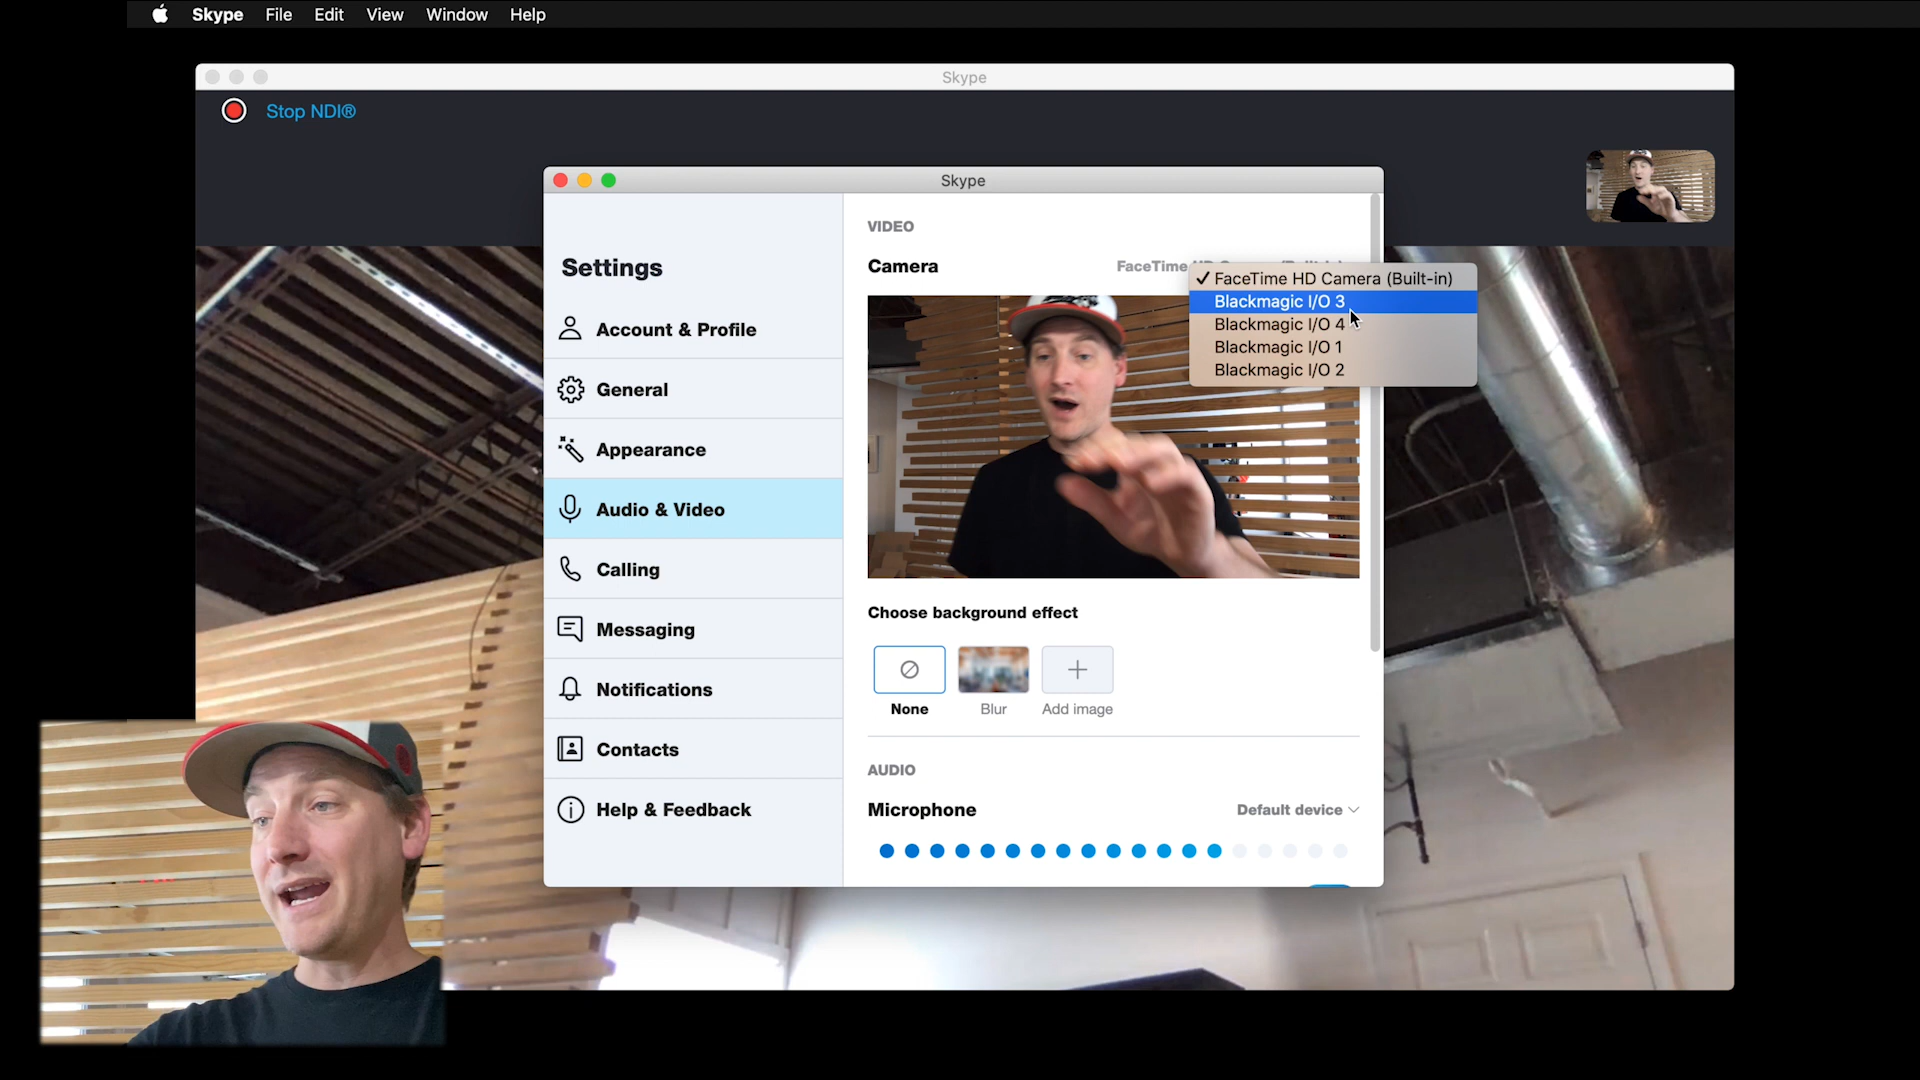 Skype File Edit View Window Help
Skype
Stop NDI®
Skype
VIDEO
Settings
Camera
FaceTime
✓ FaceTime HD Camera (Built-in)
Blackmagic I/O 3
Blackmagic I/O 4
Blackmagic I/O 1
Blackmagic I/O 2
Account & Profile
General
Appearance
Audio & Video
Calling
Messaging
Notifications
Contacts
Help & Feedback
Choose background effect
None Blur Add image
AUDIO
Microphone Default device